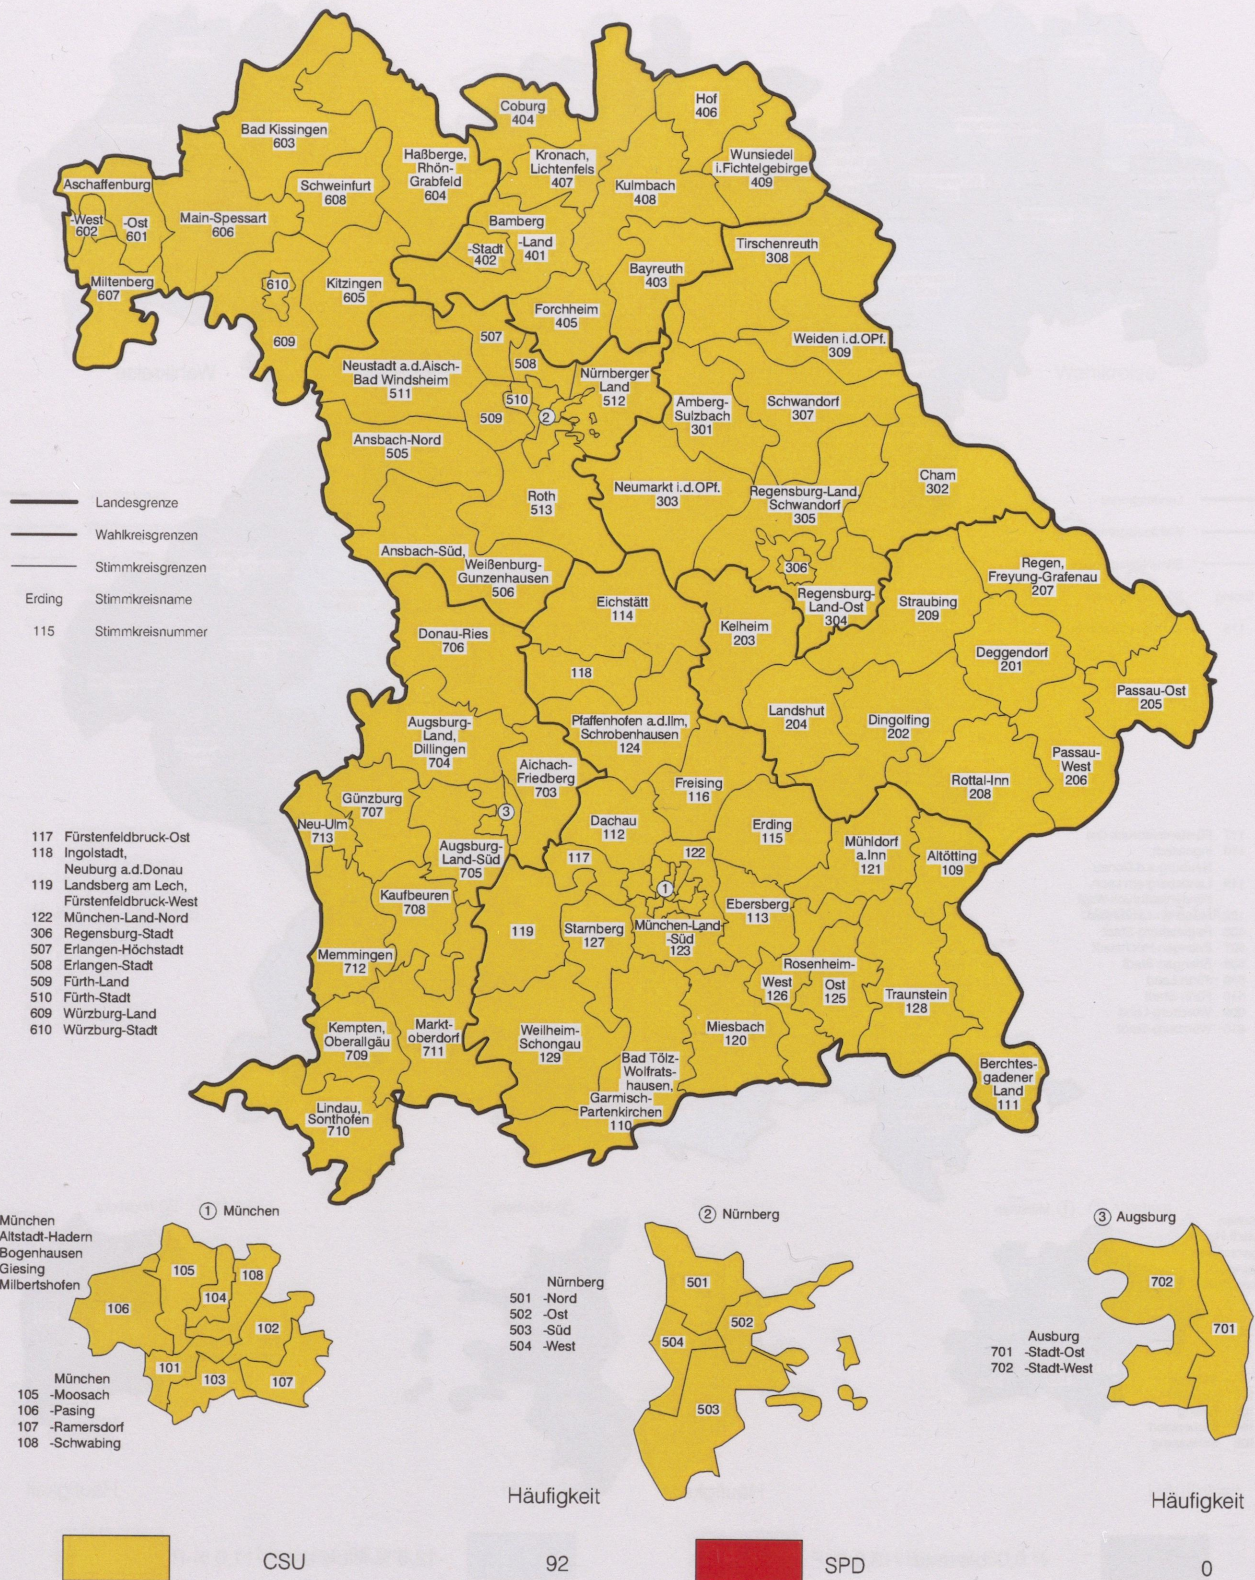 Hof
406
Coburg
404
Bad Kissingen
603
Haßberge,
Rhön-
Grabfeld
604
Kronach,
Lichtenfels
407
Wunsiedel
i.Fichtelgebirge
409
Aschaffenburg
Schweinfurt
608
Kulmbach
408
-West
602
-Ost
601
Main-Spessart
606
Bamberg
-Stadt
402
-Land
401
Tirschenreuth
308
Bayreuth
403
Miltenberg
607
610
Kitzingen
605
Forchheim
405
609
507
Weiden i.d.OPf.
309
Neustadt a.d.Aisch-
Bad Windsheim
511
508
Nürnberger
Land
512
510
509
2
Amberg-
Sulzbach
301
Schwandorf
307
Ansbach-Nord
505
Cham
302
Roth
513
Neumarkt i.d.OPf.
303
Regensburg-Land,
Schwandorf
305
Landesgrenze
Wahlkreisgrenzen
Stimmkreisgrenzen
Erding Stimmkreisname
115 Stimmkreisnummer
Ansbach-Süd,
Weißenburg-
Gunzenhausen
506
306
Regen,
Freyung-Grafenau
207
Eichstätt
114
Regensburg-
Land-Ost
304
Straubing
209
Donau-Ries
706
Kelheim
203
Deggendorf
201
118
Passau-Ost
205
Augsburg-
Land,
Dillingen
704
Pfaffenhofen a.d.Ilm,
Schrobenhausen
124
Landshut
204
Dingolfing
202
Passau-
West
206
Aichach-
Friedberg
703
Freising
116
Rottal-Inn
208
Günzburg
707
Neu-Ulm
713
3
Dachau
112
Erding
115
Mühldorf
a.Inn
121
Altötting
109
Augsburg-
Land-Süd
705
117
122
1
Kaufbeuren
708
Ebersberg
113
119
Starnberg
127
München-Land-
-Süd
123
Memmingen
712
Rosenheim-
West
126
Ost
125
Traunstein
128
Kempten,
Oberallgäu
709
Markt-
oberdorf
711
Weilheim-
Schongau
129
Miesbach
120
Bad Tölz-
Wolfrats-
hausen,
Garmisch-
Partenkirchen
110
Berchtes-
gadener
Land
111
Lindau,
Sonthofen
710
117 Fürstenfeldbruck-Ost
118 Ingolstadt,
Neuburg a.d.Donau
119 Landsberg am Lech,
Fürstenfeldbruck-West
122 München-Land-Nord
306 Regensburg-Stadt
507 Erlangen-Höchstadt
508 Erlangen-Stadt
509 Fürth-Land
510 Fürth-Stadt
609 Würzburg-Land
610 Würzburg-Stadt
1 München
München
Altstadt-Hadern
Bogenhausen
Giesing
Milbertshofen
105
108
104
106
102
101
103
107
München
105 -Moosach
106 -Pasing
107 -Ramersdorf
108 -Schwabing
2 Nürnberg
Nürnberg
501 -Nord
502 -Ost
503 -Süd
504 -West
501
502
504
503
3 Augsburg
702
701
Ausburg
701 -Stadt-Ost
702 -Stadt-West
Häufigkeit
Häufigkeit
CSU 92
SPD 0